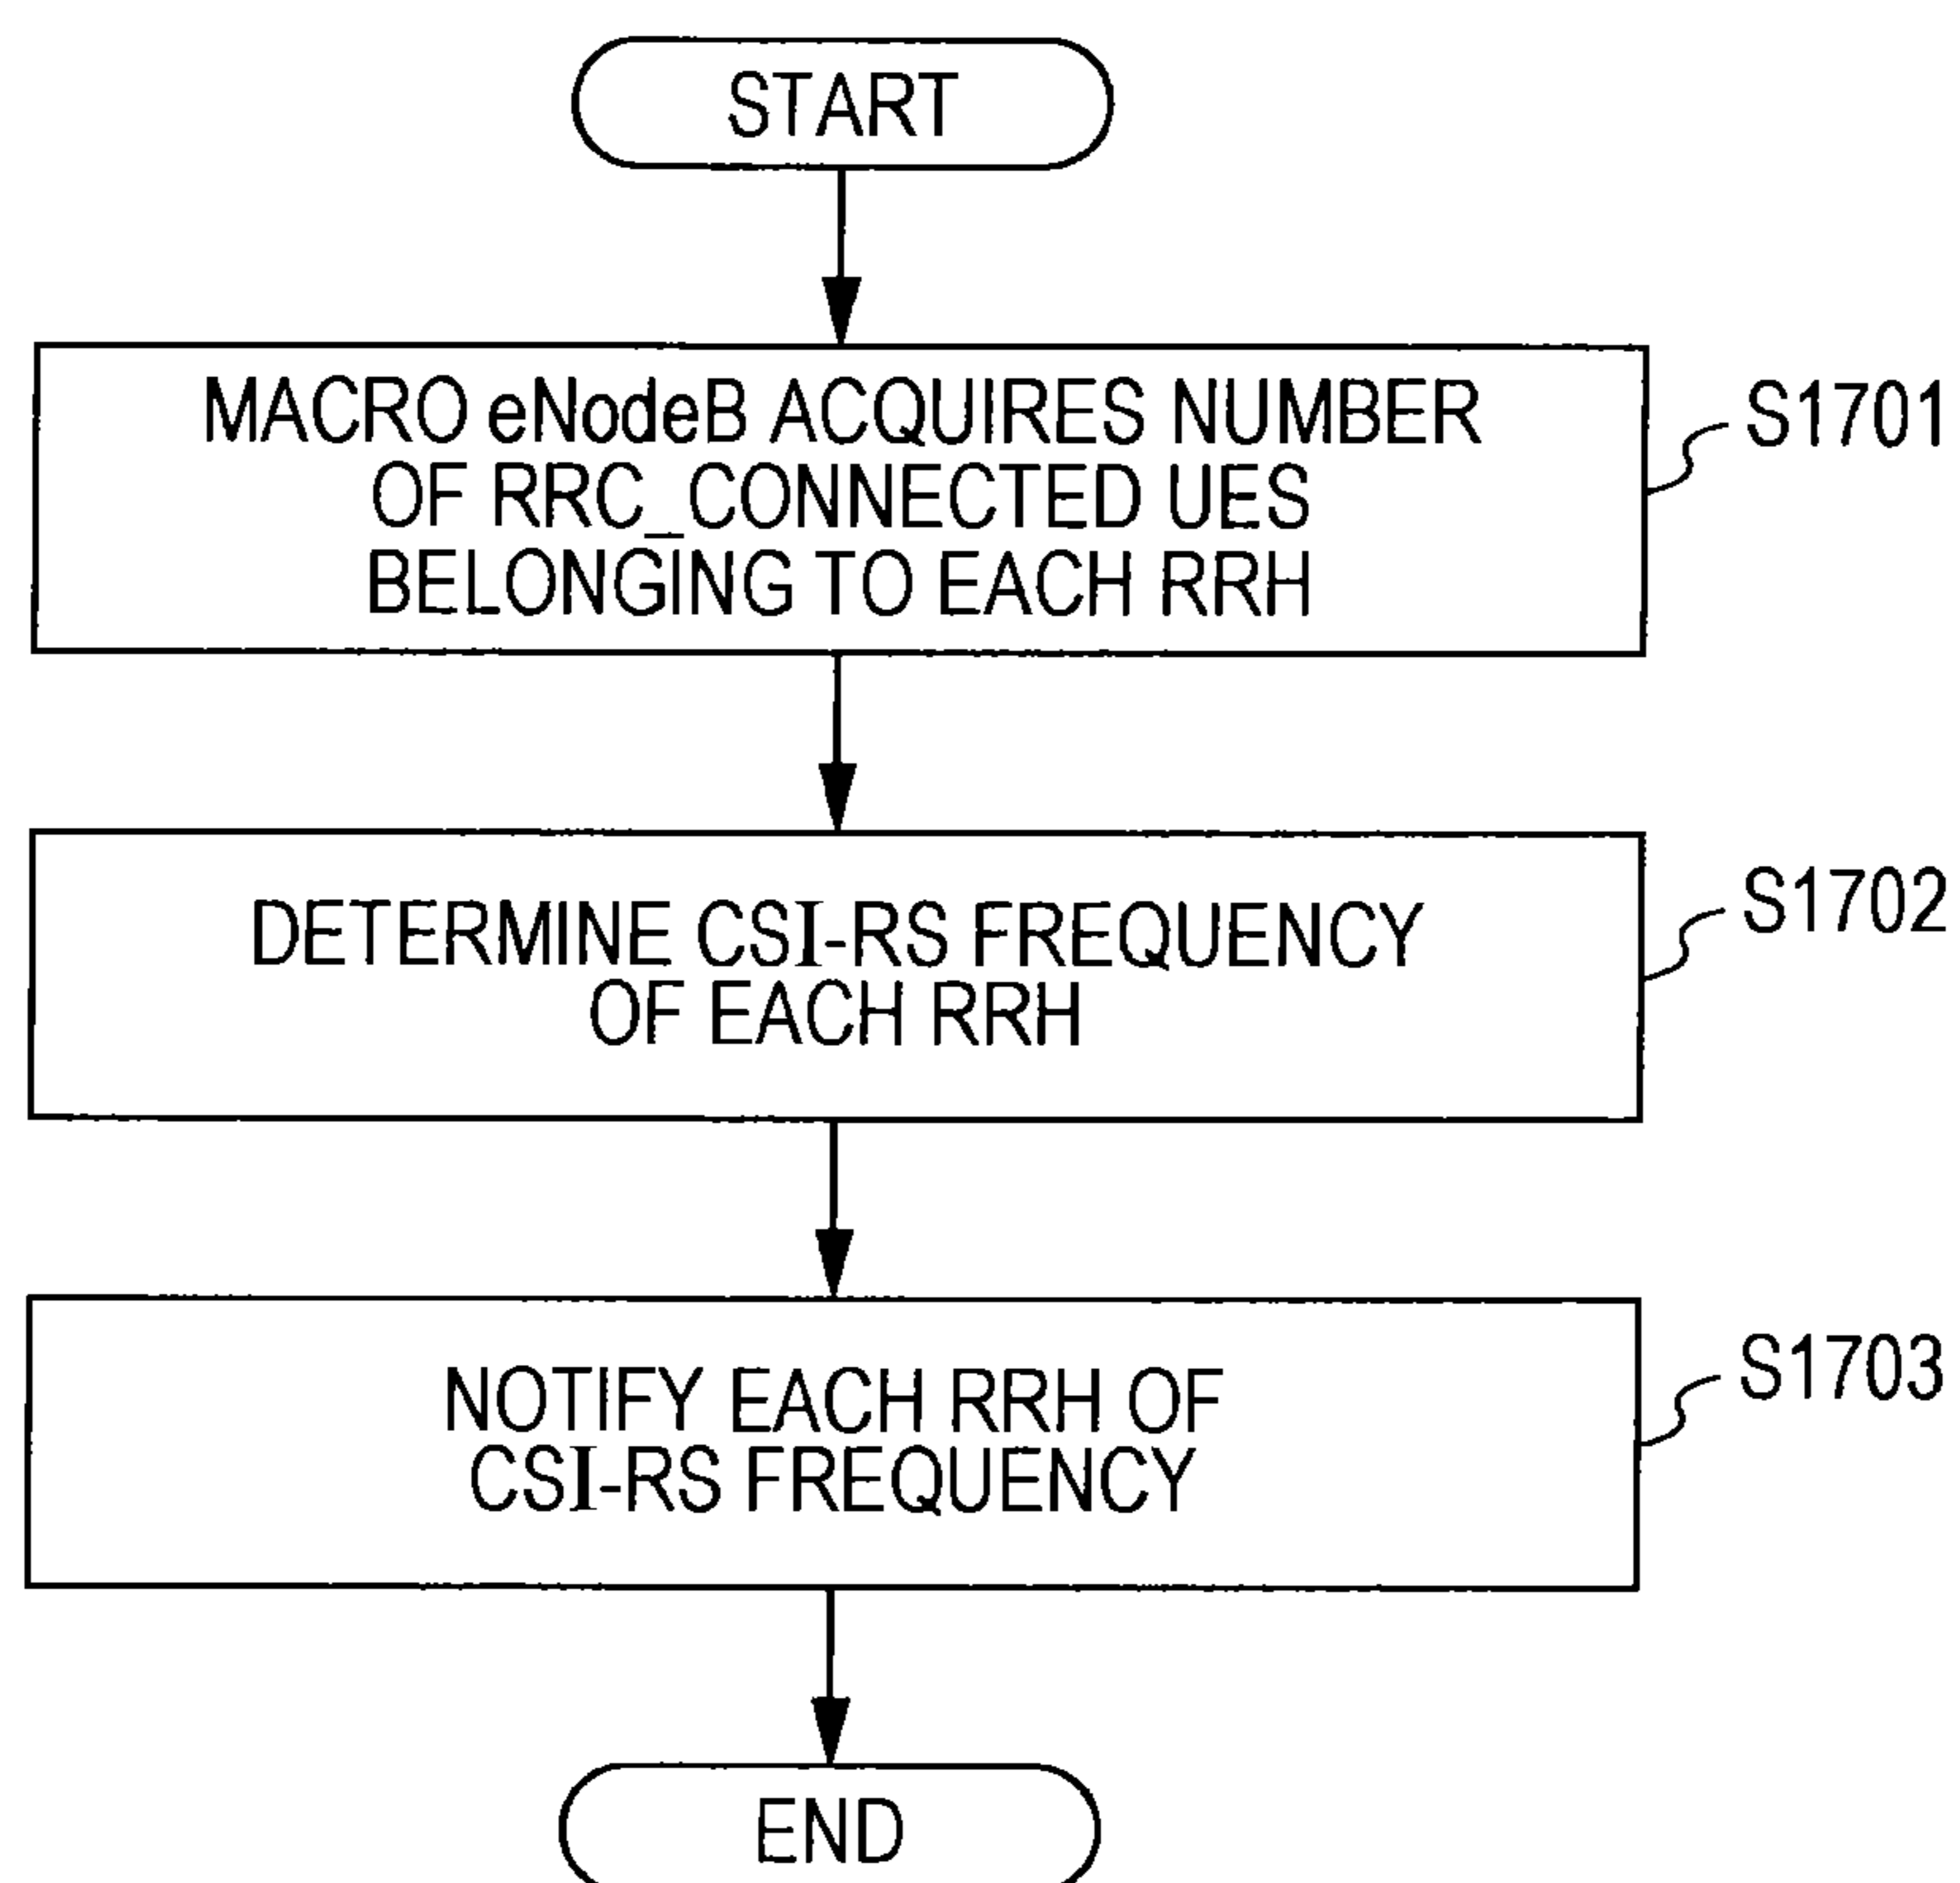 START
MACRO eNodeB ACQUIRES NUMBER
OF RRC_CONNECTED UES
BELONGING TO EACH RRH
S1701
DETERMINE CSI-RS FREQUENCY
OF EACH RRH
S1702
NOTIFY EACH RRH OF
CSI-RS FREQUENCY
S1703
END